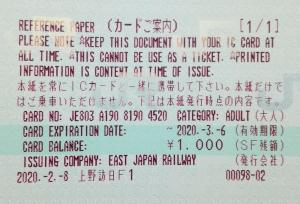 REFERENCE PAPER (カードご案内) [1/1]
PLEASE NOTE ▲KEEP THIS DOCUMENT WITH YOUR IC CARD AT
ALL TIME. ▲THIS CANNOT BE USED AS A TICKET. ▲PRINTED
INFORMATION IS CONTENT AT TIME OF ISSUE.
本紙を常にICカードと一緒に携帯して下さい。本紙だけで
はご乗車いただけません。下記は本紙発行時点の内容です。
CARD NO: JE803 A190 8190 4520 CATEGORY: ADULT (大人)
CARD EXPIRATION DATE: ~ 2020.-3.-6 (有効期限)
CARD BALANCE: ¥1,000 (SF残額)
ISSUING COMPANY: EAST JAPAN RAILWAY (発行会社)
2020.-2.-8 上野訪日F1 00098-02